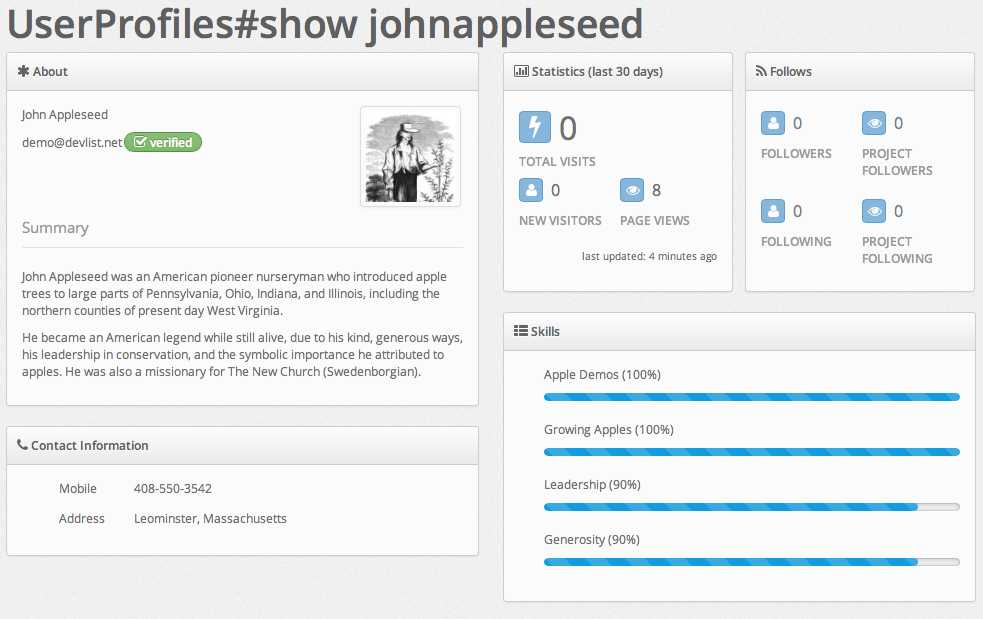 UserProfiles#show johnappleseed
About
John Appleseed
demo@devlist.net verified
Summary
John Appleseed was an American pioneer nurseryman who introduced apple
trees to large parts of Pennsylvania, Ohio, Indiana, and Illinois, including the
northern counties of present day West Virginia.
He became an American legend while still alive, due to his kind, generous ways,
his leadership in conservation, and the symbolic importance he attributed to
apples. He was also a missionary for The New Church (Swedenborgian).
Contact Information
Mobile 408-550-3542
Address Leominster, Massachusetts
Statistics (last 30 days)
0
TOTAL VISITS
0
NEW VISITORS
8
PAGE VIEWS
last updated: 4 minutes ago
Follows
0
FOLLOWERS
0
PROJECT
FOLLOWERS
0
FOLLOWING
0
PROJECT
FOLLOWING
Skills
Apple Demos (100%)
Growing Apples (100%)
Leadership (90%)
Generosity (90%)